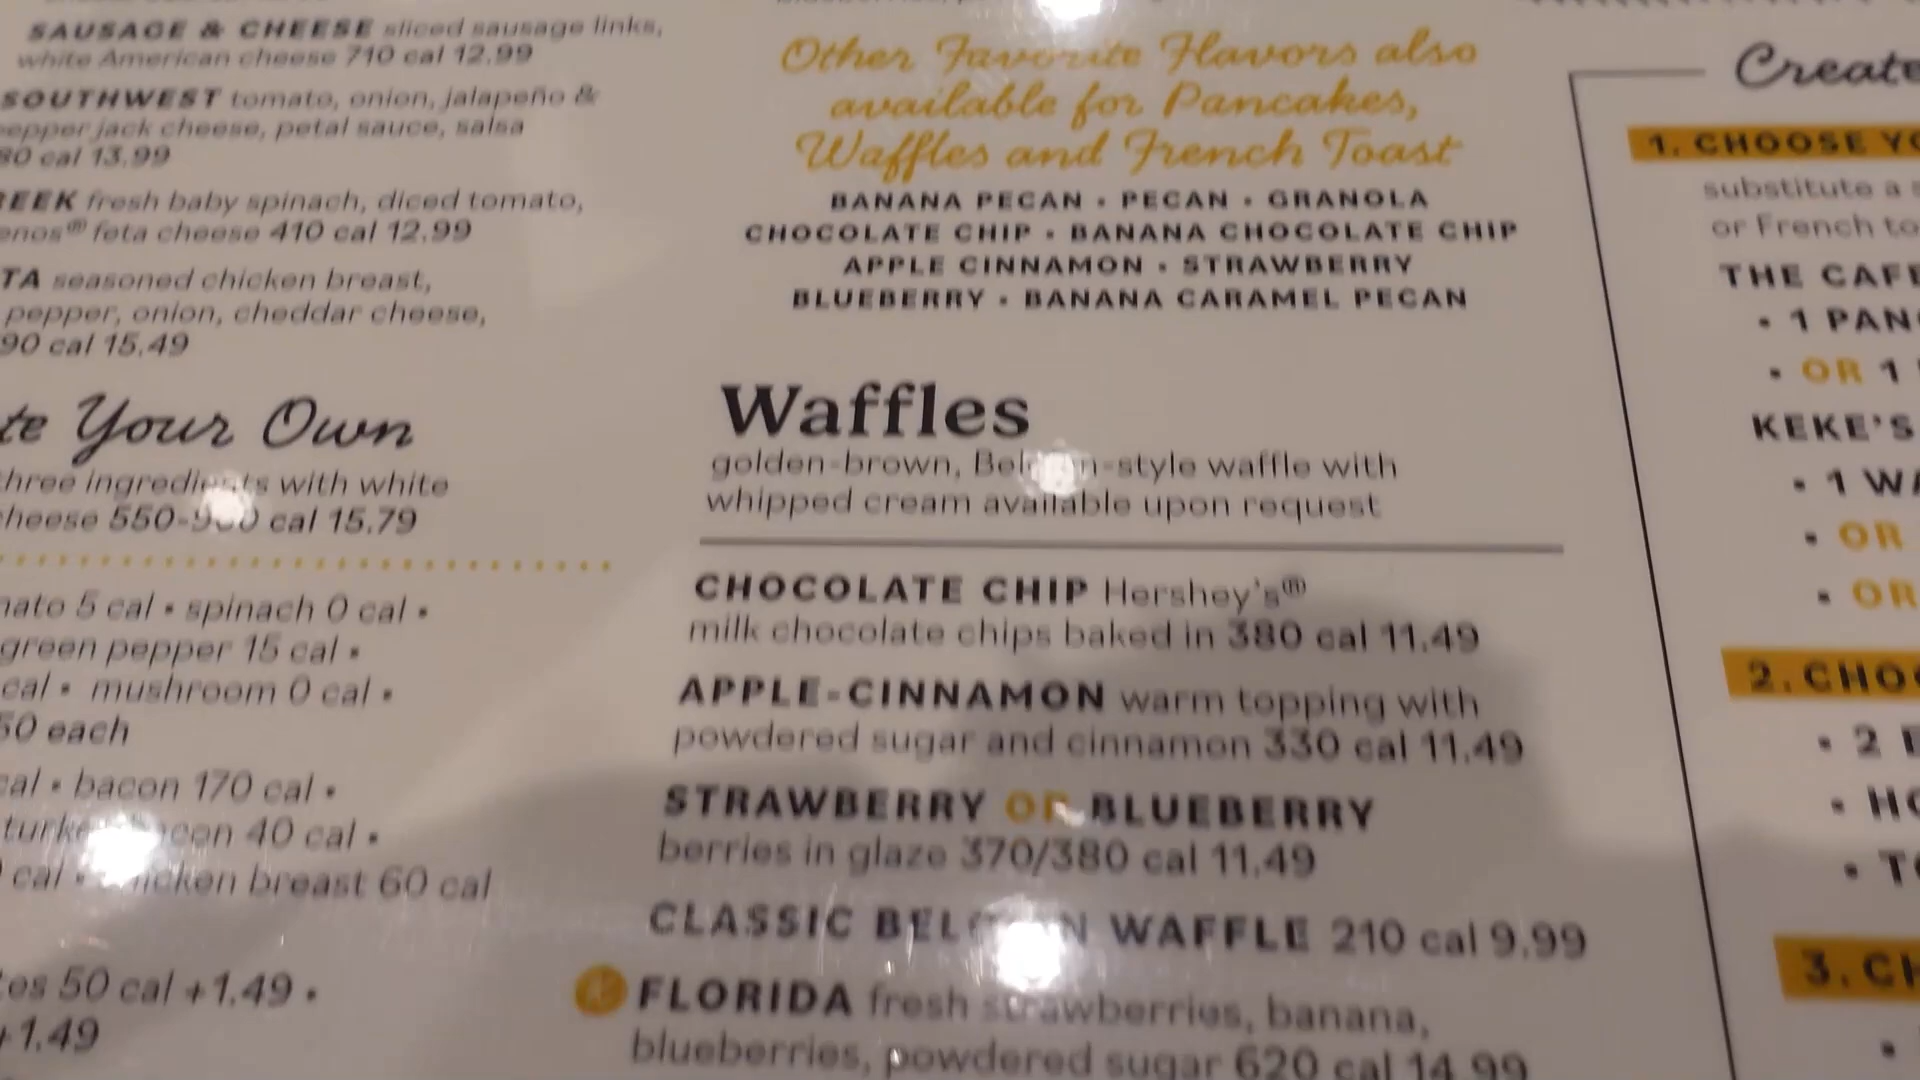 SAUSAGE & CHEESE sliced sausage links,
white American cheese 710 cal 12.99
SOUTHWEST tomato, onion, jalapeño &
pepper jack cheese, petal sauce, salsa
80 cal 13.99
fresh baby spinach, diced tomato,
feta cheese 410 cal 12.99
seasoned chicken breast,
pepper, onion, cheddar cheese,
90 cal 15.49
Your Own
three ingredients with white
cheese 550- cal 15.79
5 cal • spinach 0 cal •
green pepper 15 cal •
cal • mushroom 0 cal •
50 each
cal • bacon 170 cal •
turkey bacon 40 cal •
cal • chicken breast 60 cal
50 cal +1.49 •
+1.49
Other Favorite Flavors also
available for Pancakes,
Waffles and French Toast
BANANA PECAN • PECAN • GRANOLA
CHOCOLATE CHIP • BANANA CHOCOLATE CHIP
APPLE CINNAMON • STRAWBERRY
BLUEBERRY • BANANA CARAMEL PECAN
Waffles
golden-brown, Belgian-style waffle with
whipped cream available upon request
CHOCOLATE CHIP Hershey's®
milk chocolate chips baked in 380 cal 11.49
APPLE-CINNAMON warm topping with
powdered sugar and cinnamon 330 cal 11.49
STRAWBERRY OR BLUEBERRY
berries in glaze 370/380 cal 11.49
CLASSIC BELGIAN WAFFLE 210 cal 9.99
FLORIDA fresh strawberries, banana,
blueberries, powdered sugar 620 cal 14.99
Create
1. CHOOSE
substitute a
or French
THE
• 1
• OR 1
KEKE'S
• 1
• OR
• OR
2.
• 2
•
•
3.
•